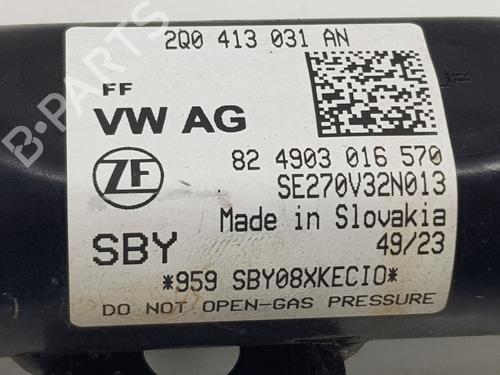 2Q0 413 031 AN
FF
VW AG
ZF
82 4903 016 570
SE270V32N013
Made in Slovakia
SBY
49/23
*959 SBY08XKECIO*
DO NOT OPEN-GAS PRESSURE